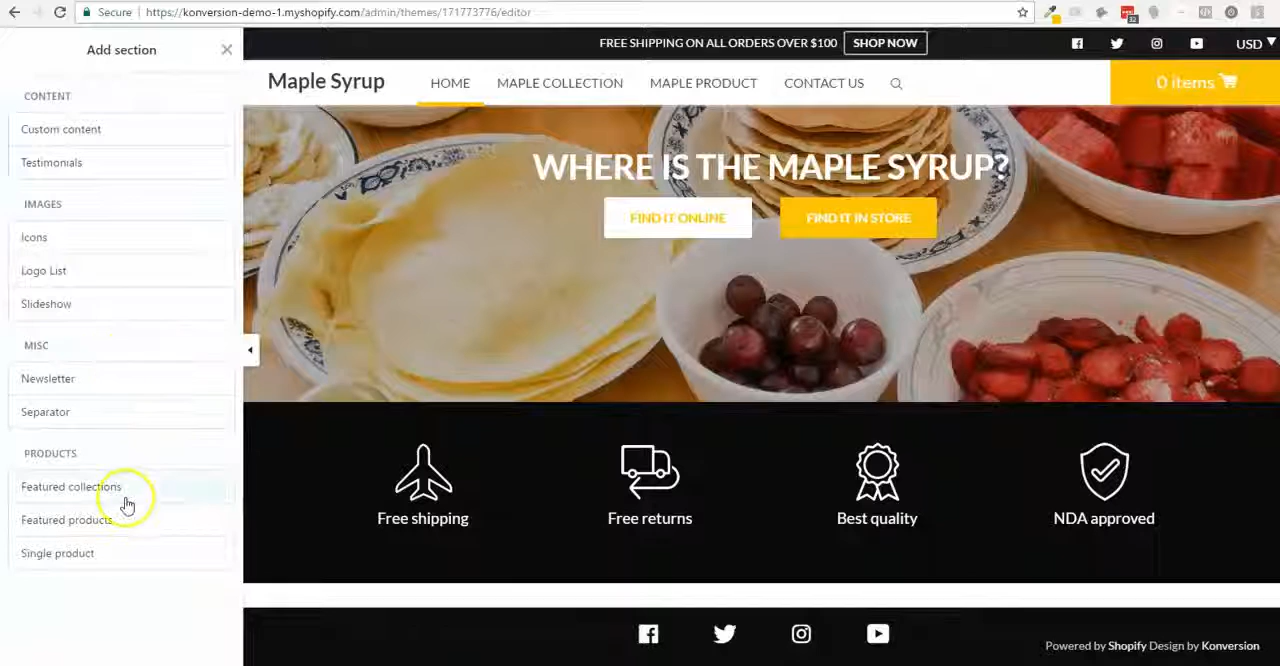 Secure
https://konversion-demo-1.myshopify.com/admin/themes/171773776/editor
Add section
CONTENT
Custom content
Testimonials
IMAGES
Icons
Logo List
Slideshow
MISC
Newsletter
Separator
PRODUCTS
Featured collections
Featured products
Single product
FREE SHIPPING ON ALL ORDERS OVER $100 SHOP NOW
USD
Maple Syrup HOME MAPLE COLLECTION MAPLE PRODUCT CONTACT US
0 items
WHERE IS THE MAPLE SYRUP?
FIND IT ONLINE FIND IT IN STORE
Free shipping Free returns Best quality NDA approved
Powered by Shopify Design by Konversion